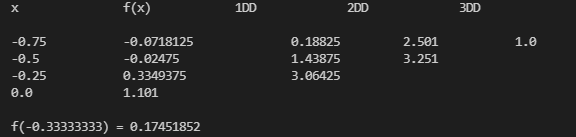 x f(x) 1DD 2DD 3DD
-0.75 -0.0718125 0.18825 2.501 1.0
-0.5 -0.02475 1.43875 3.251
-0.25 0.3349375 3.06425
0.0 1.101
f(-0.33333333) = 0.17451852